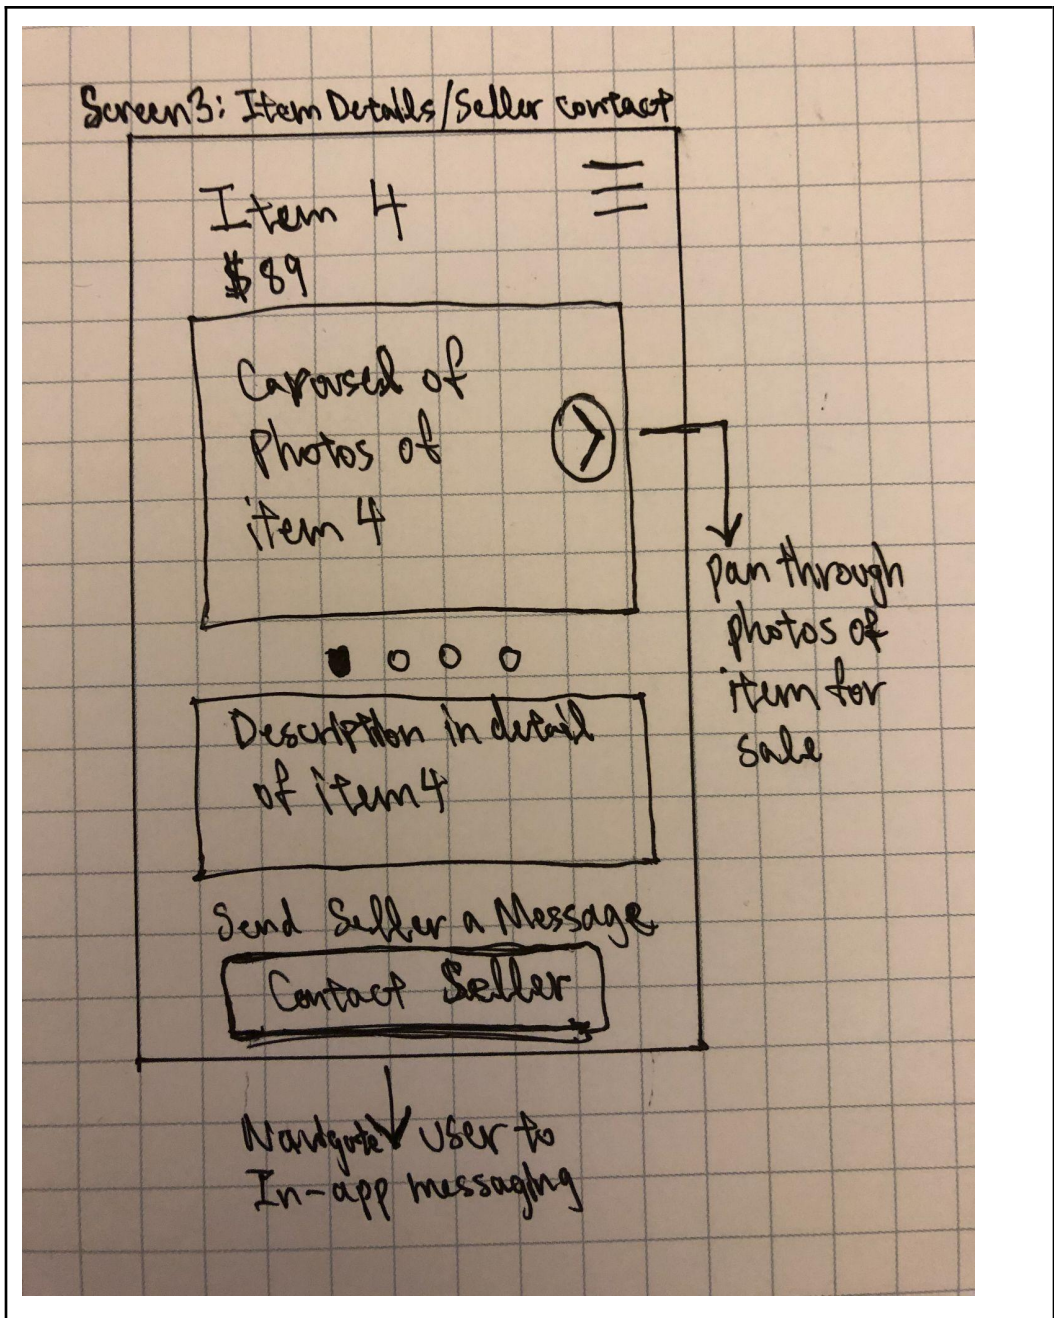 Screen3: Item Details/Seller contact
Item 4
$89
Carousel of
Photos of
item 4
pan through
photos of
item for
sale
Description in detail
of item4
Send Seller a Message
Contact Seller
Navigate user to
In-app messaging